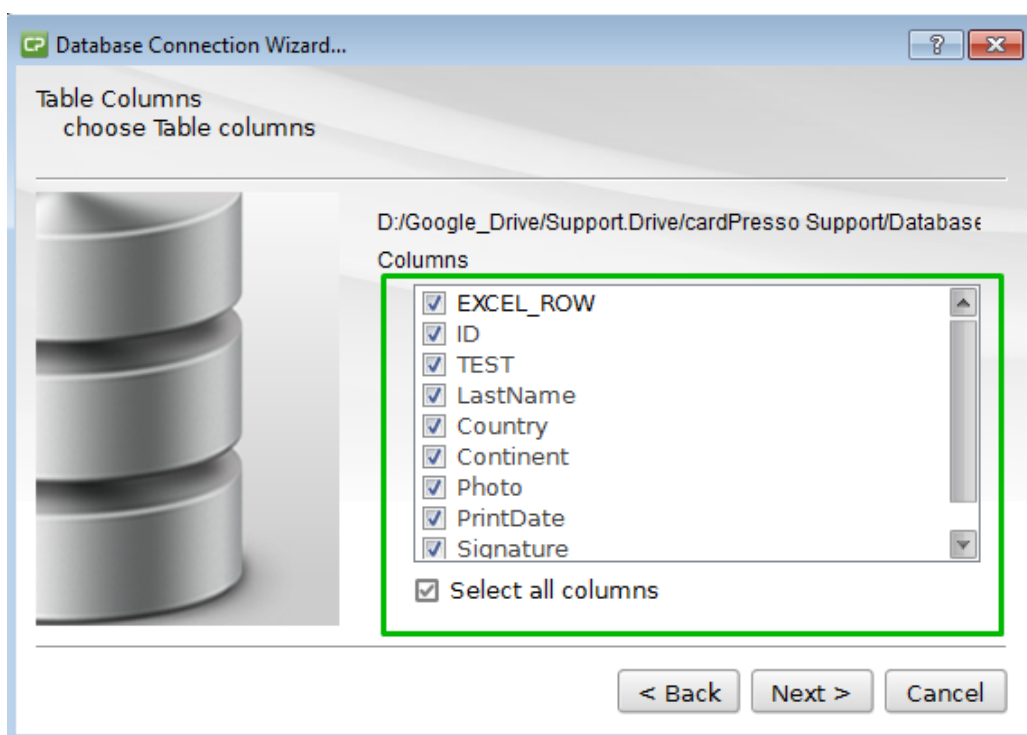 CP Database Connection Wizard... ?
Table Columns
choose Table columns
D:/Google_Drive/Support.Drive/cardPresso Support/Database
Columns
EXCEL_ROW
ID
TEST
LastName
Country
Continent
Photo
PrintDate
Signature
Select all columns
< Back Next > Cancel